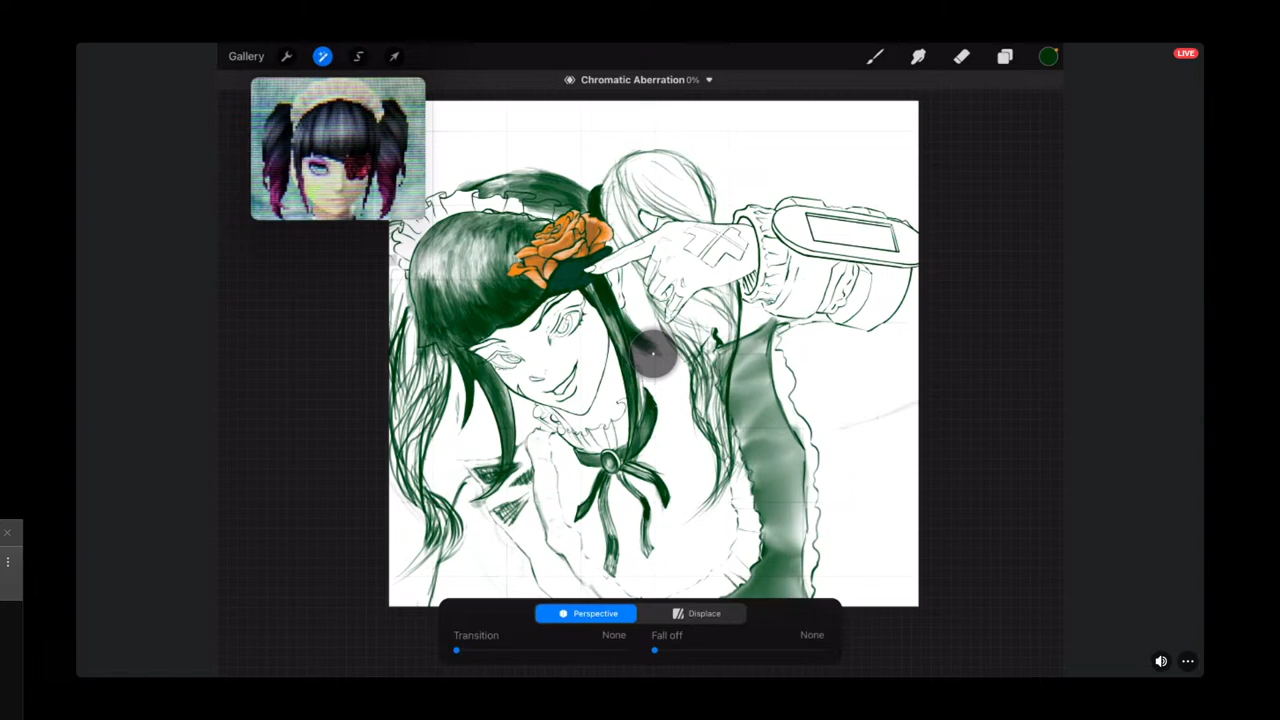 LIVE
Gallery
Chromatic Aberration 0%
Perspective
Displace
Transition None
Fall off None